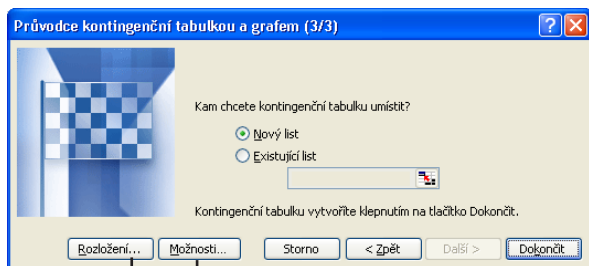 Průvodce kontingenční tabulkou a grafem (3/3)
Kam chcete kontingenční tabulku umístit?
Nový list
Existující list
Kontingenční tabulku vytvoříte klepnutím na tlačítko Dokončit.
Rozložení... Možnosti... Storno < Zpět Další > Dokončit